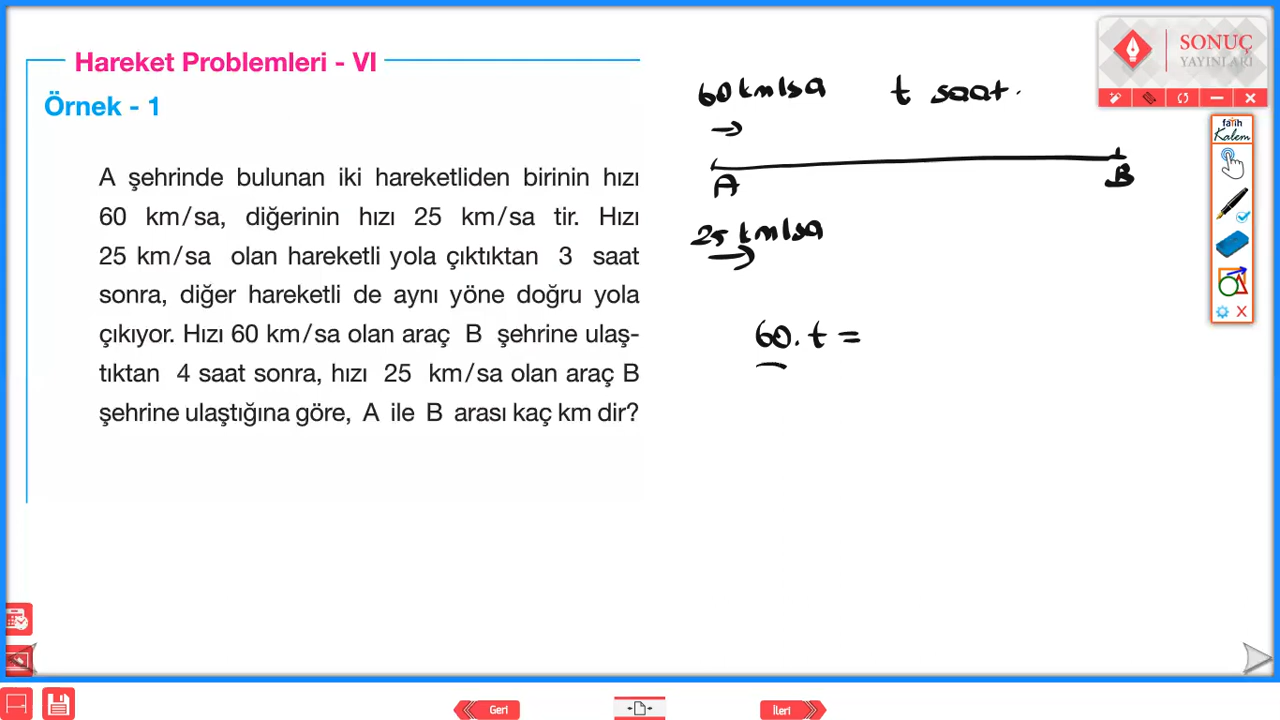 Hareket Problemleri - VI
Örnek - 1
A şehrinde bulunan iki hareketliden birinin hızı
60 km/sa, diğerinin hızı 25 km/sa tir. Hızı
25 km/sa olan hareketli yola çıktıktan 3 saat
sonra, diğer hareketli de aynı yöne doğru yola
çıkıyor. Hızı 60 km/sa olan araç B şehrine ulaş-
tıktan 4 saat sonra, hızı 25 km/sa olan araç B
şehrine ulaştığına göre, A ile B arası kaç km dir?
60 km/sa t saat.
A B
25 km/sa
60. t =
SONUÇ
YAYINLARI
fatih
Kalem
Geri
İleri